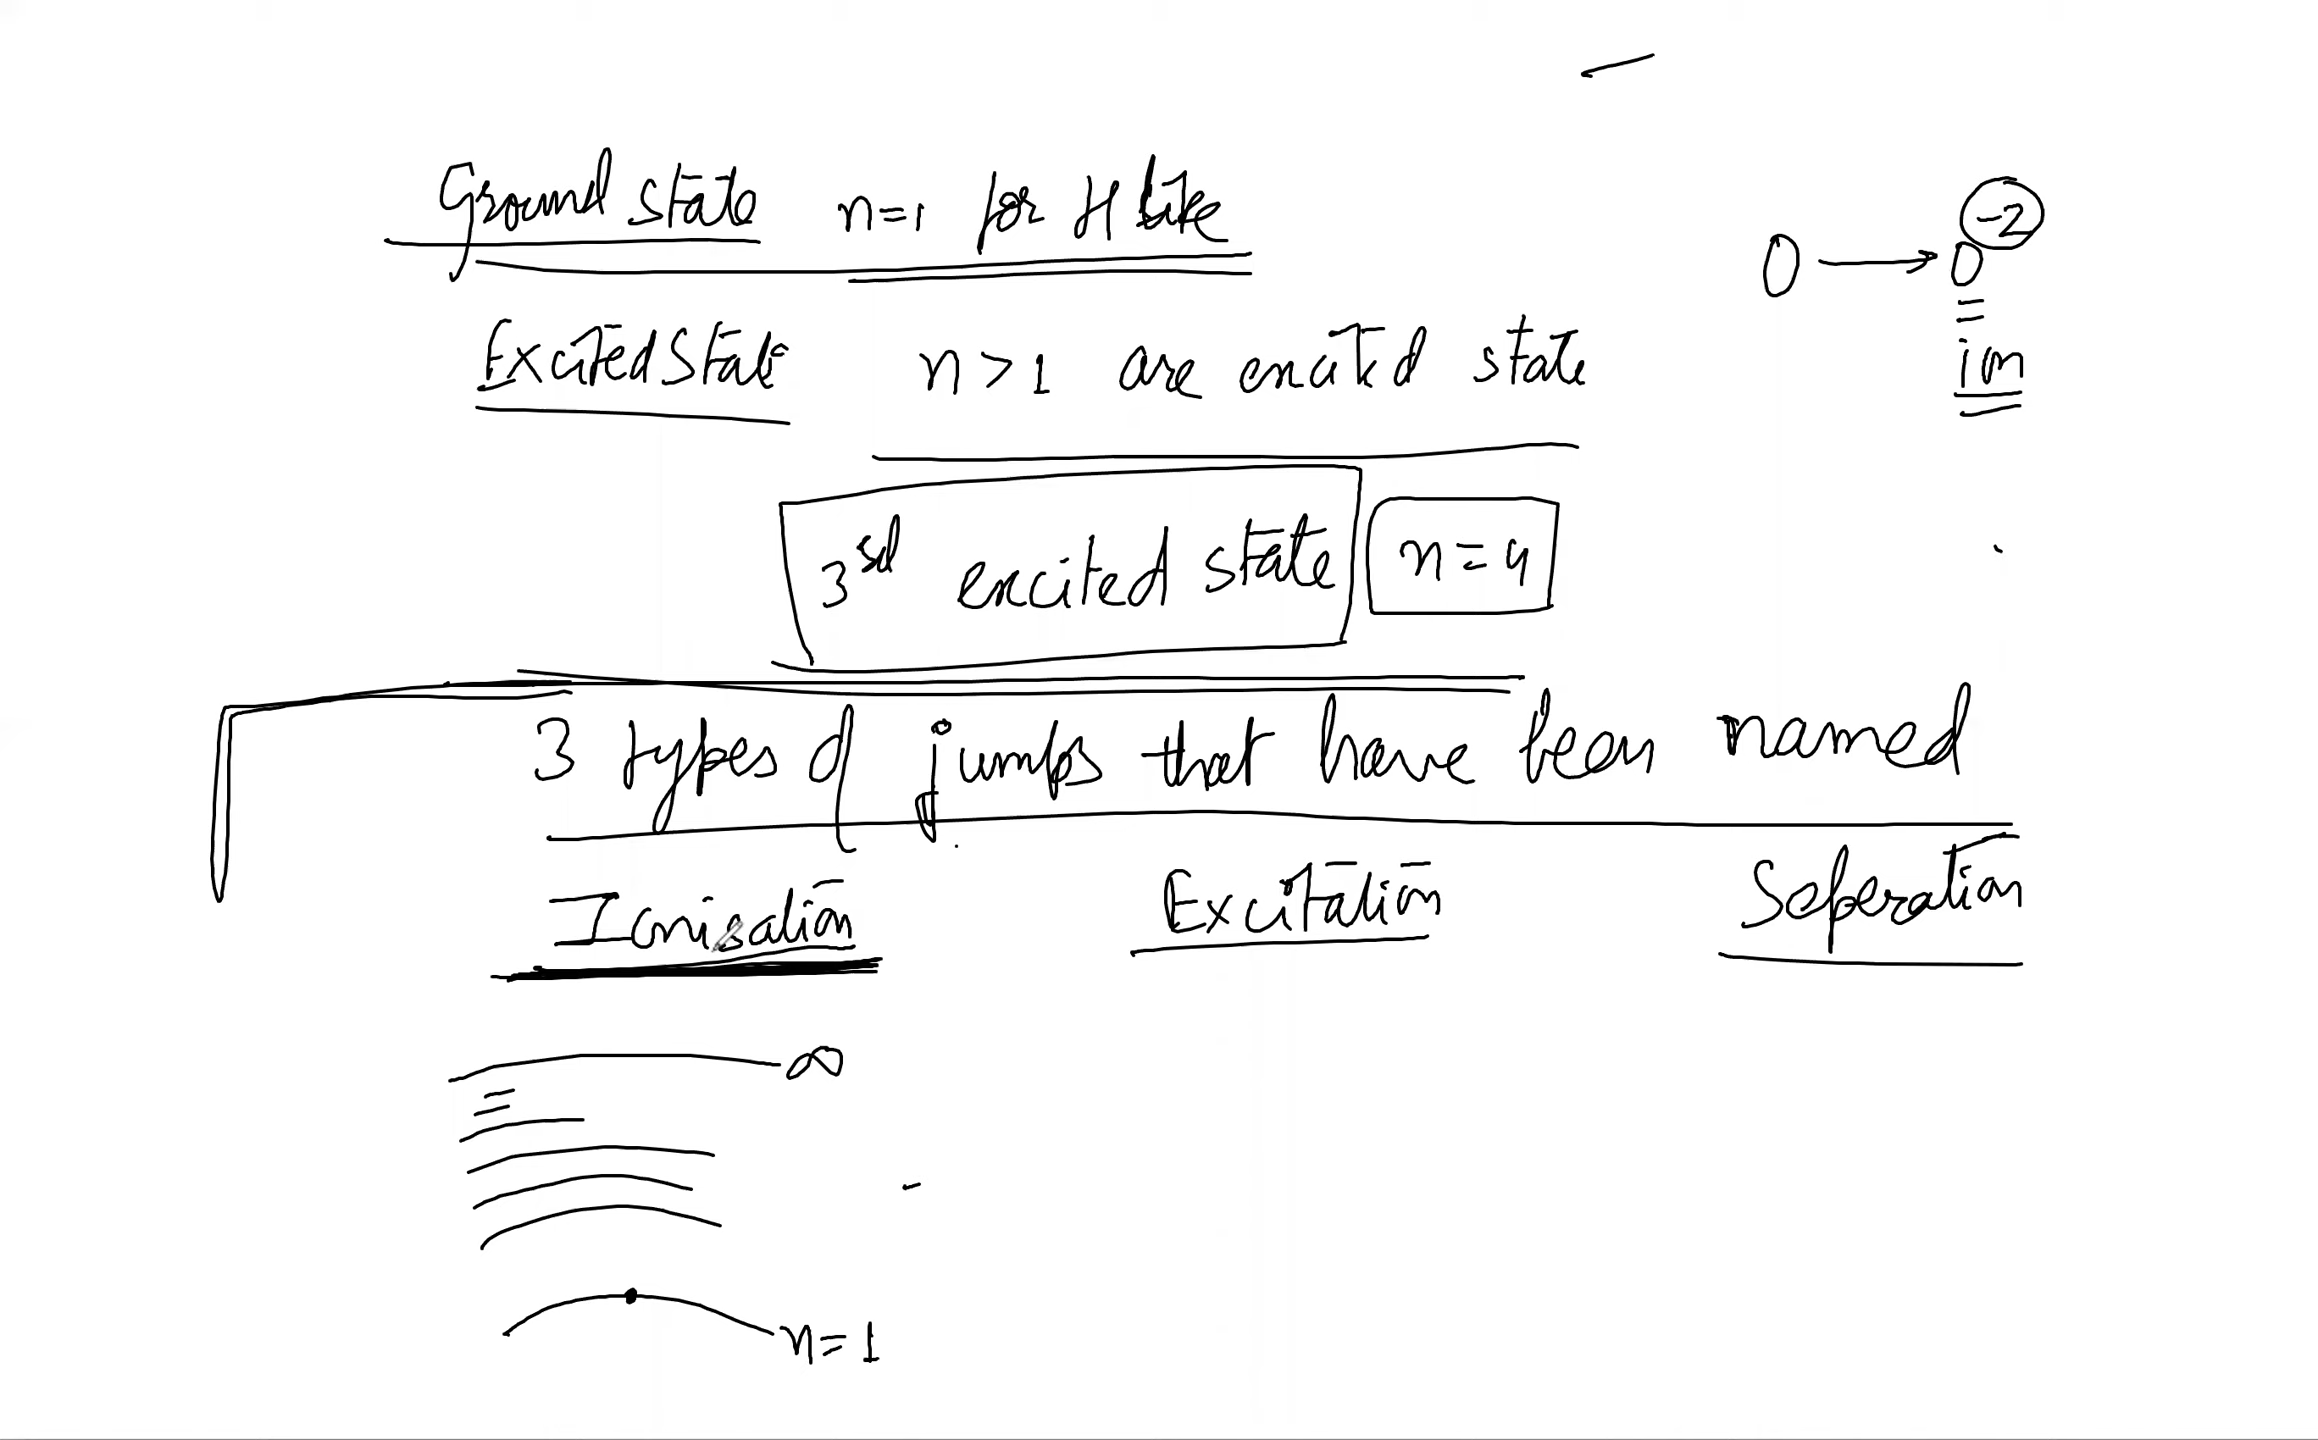 Ground state n=1 for H like
O → O -2
Excited State n>1 are excited state
ion
3rd excited state n=4
3 types of jumps that have been named
Ionisation Excitation Seperation
∞
n=1